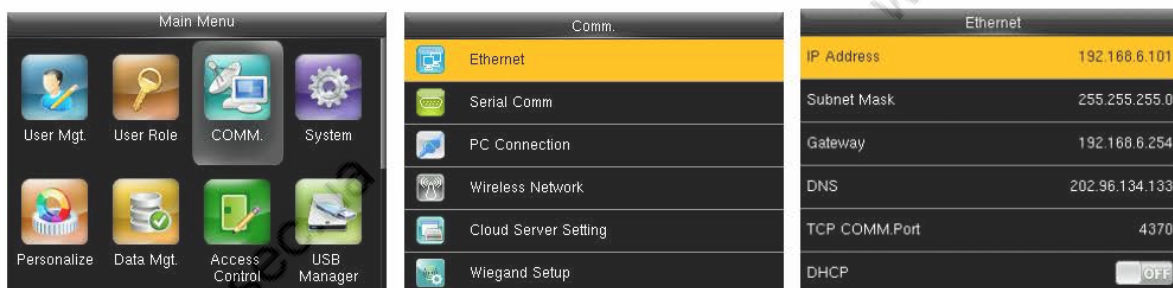 Main Menu
User Mgt.
User Role
COMM.
System
Personalize
Data Mgt.
Access
Control
USB
Manager
Comm.
Ethernet
Serial Comm
PC Connection
Wireless Network
Cloud Server Setting
Wiegand Setup
Ethernet
IP Address 192.168.6.101
Subnet Mask 255.255.255.0
Gateway 192.168.6.254
DNS 202.96.134.133
TCP COMM.Port 4370
DHCP OFF